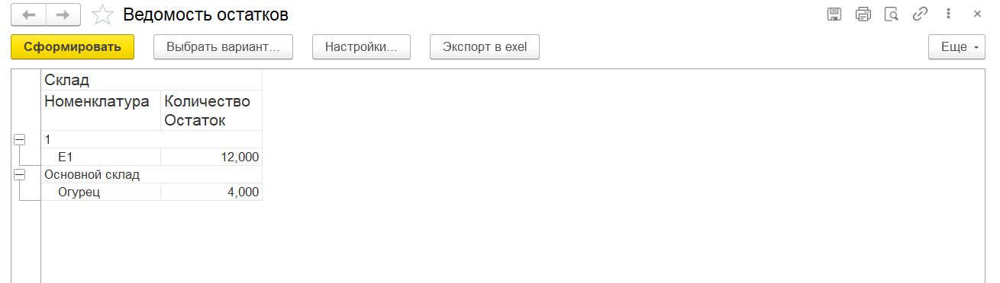 Ведомость остатков
Сформировать
Выбрать вариант...
Настройки...
Экспорт в exel
Еще
Склад
Номенклатура
Количество
Остаток
1
Е1
12,000
Основной склад
Огурец
4,000